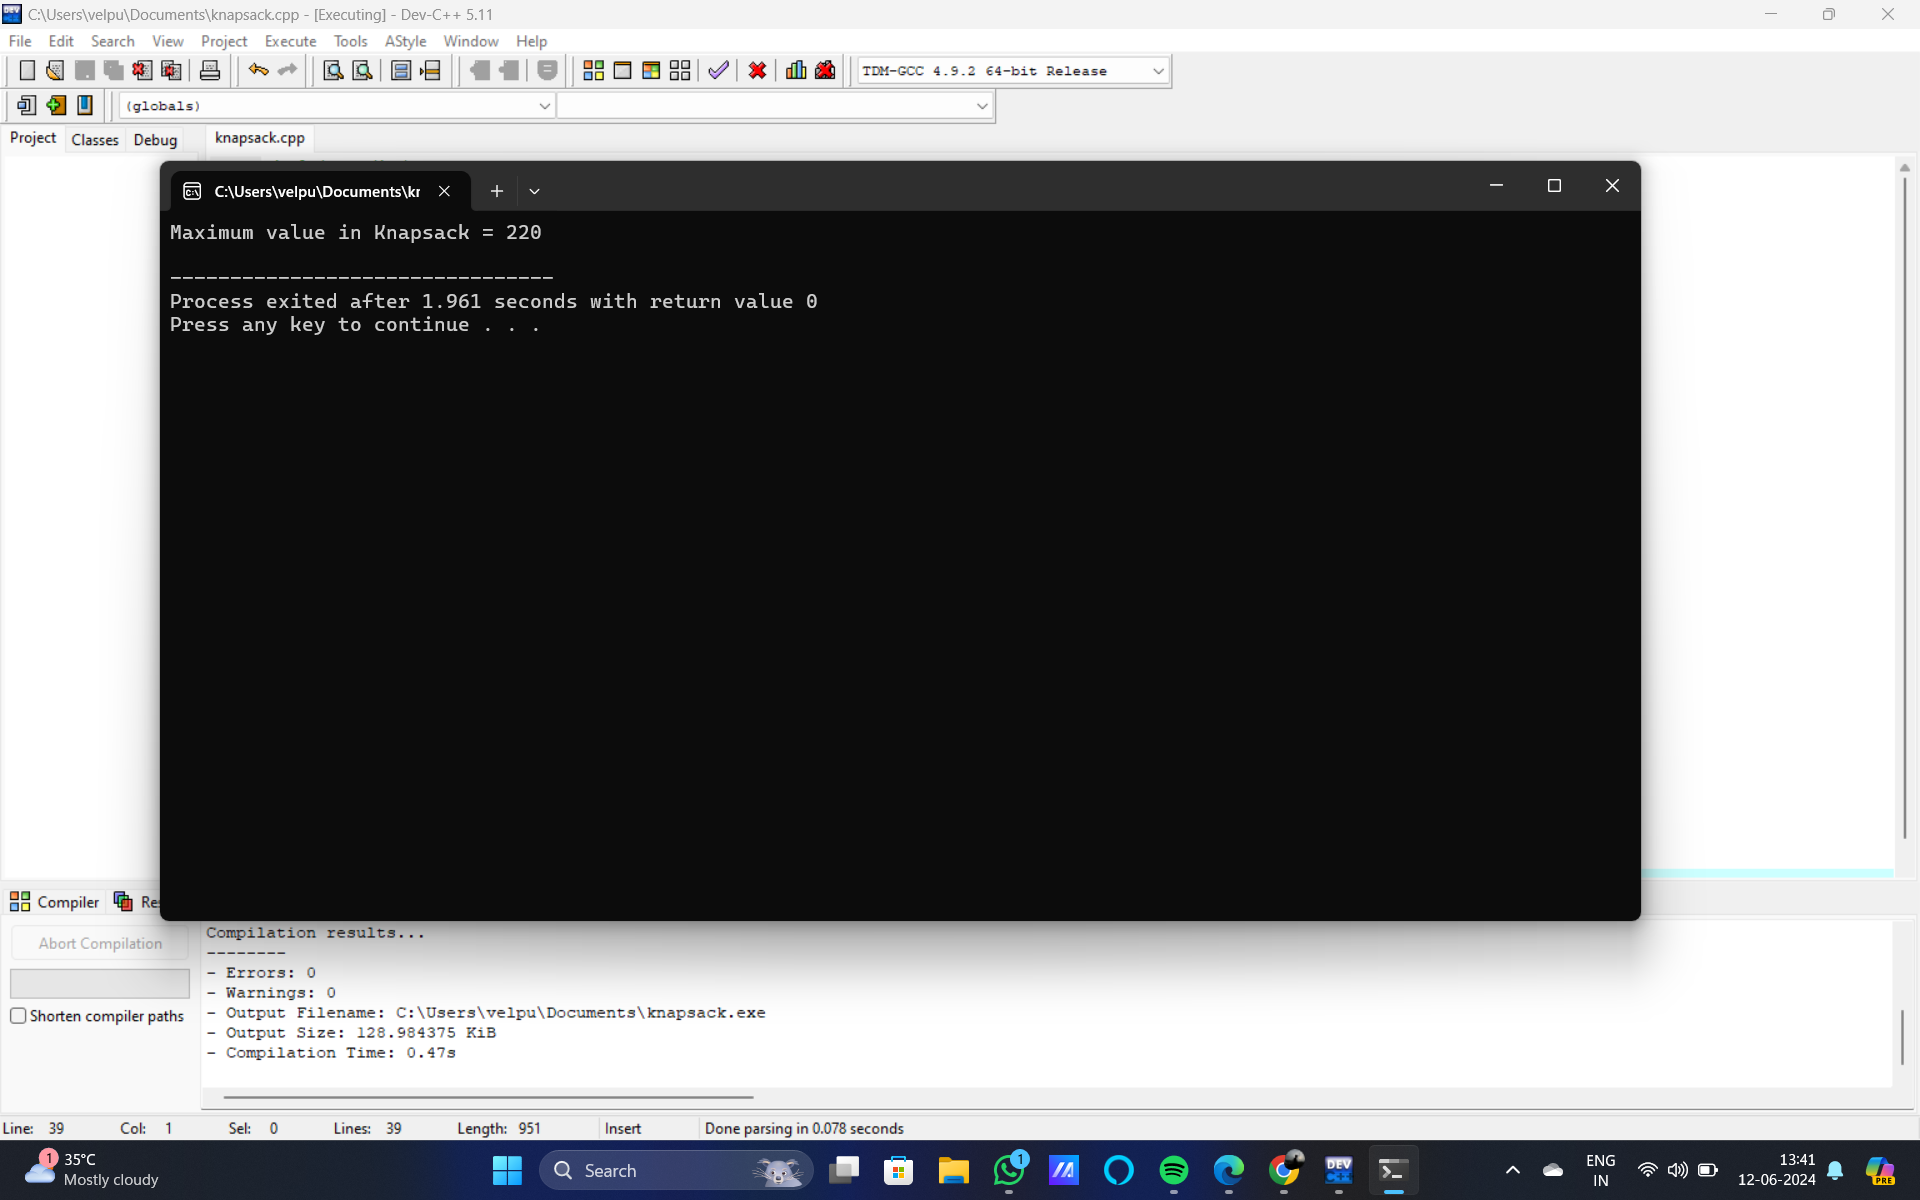 C:\Users\velpu\Documents\knapsack.cpp - [Executing] - Dev-C++ 5.11
File Edit Search View Project Execute Tools AStyle Window Help
TDM-GCC 4.9.2 64-bit Release
(globals)
Project Classes Debug knapsack.cpp
C:\Users\velpu\Documents\kr
Maximum value in Knapsack = 220
--------------------------------
Process exited after 1.961 seconds with return value 0
Press any key to continue . . .
Compiler Res
Abort Compilation
Shorten compiler paths
Compilation results...
--------
- Errors: 0
- Warnings: 0
- Output Filename: C:\Users\velpu\Documents\knapsack.exe
- Output Size: 128.984375 KiB
- Compilation Time: 0.47s
Line: 39 Col: 1 Sel: 0 Lines: 39 Length: 951 Insert Done parsing in 0.078 seconds
1
35°C
Mostly cloudy
Search
1
DEV
C++
ENG
IN
13:41
12-06-2024
PRE